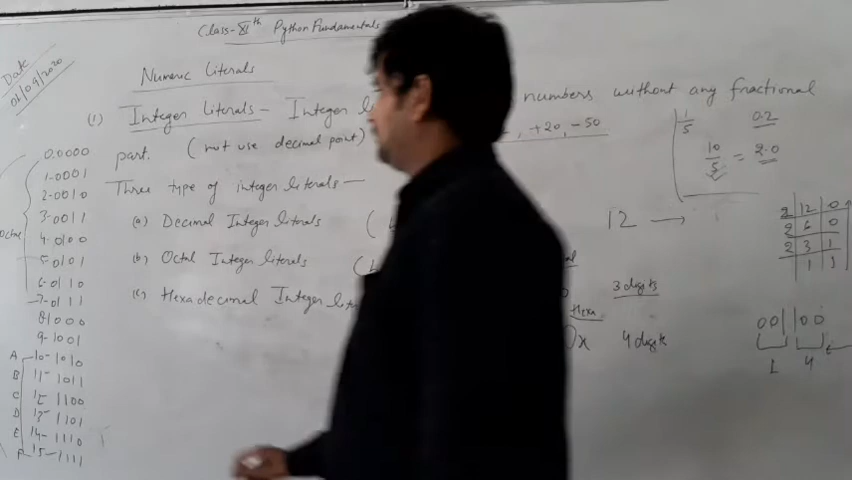 Class-XIth Python Fundamentals
Date
01/09/2020
Numeric Literals
(i) Integer Literals - Integer numbers without any fractional
part. (not use decimal point) , +20, -50
1/5 0.2
10/5 = 2.0
Three type of integer literals —
(a) Decimal Integer literals (
(b) Octal Integer literals (
(c) Hexadecimal Integer
12 →
3 digits
Hexa
0x 4 digits
2 12 0
2 6 0
2 3 1
1 1
001 100
1 4
Octal
0.0000
1-0001
2-0010
3-0011
4-0100
5-0101
6-0110
7-0111
8-1000
9-1001
A 10-1010
B 11-1011
C 12 1100
D 13-1101
E 14-1110
F 15-1111